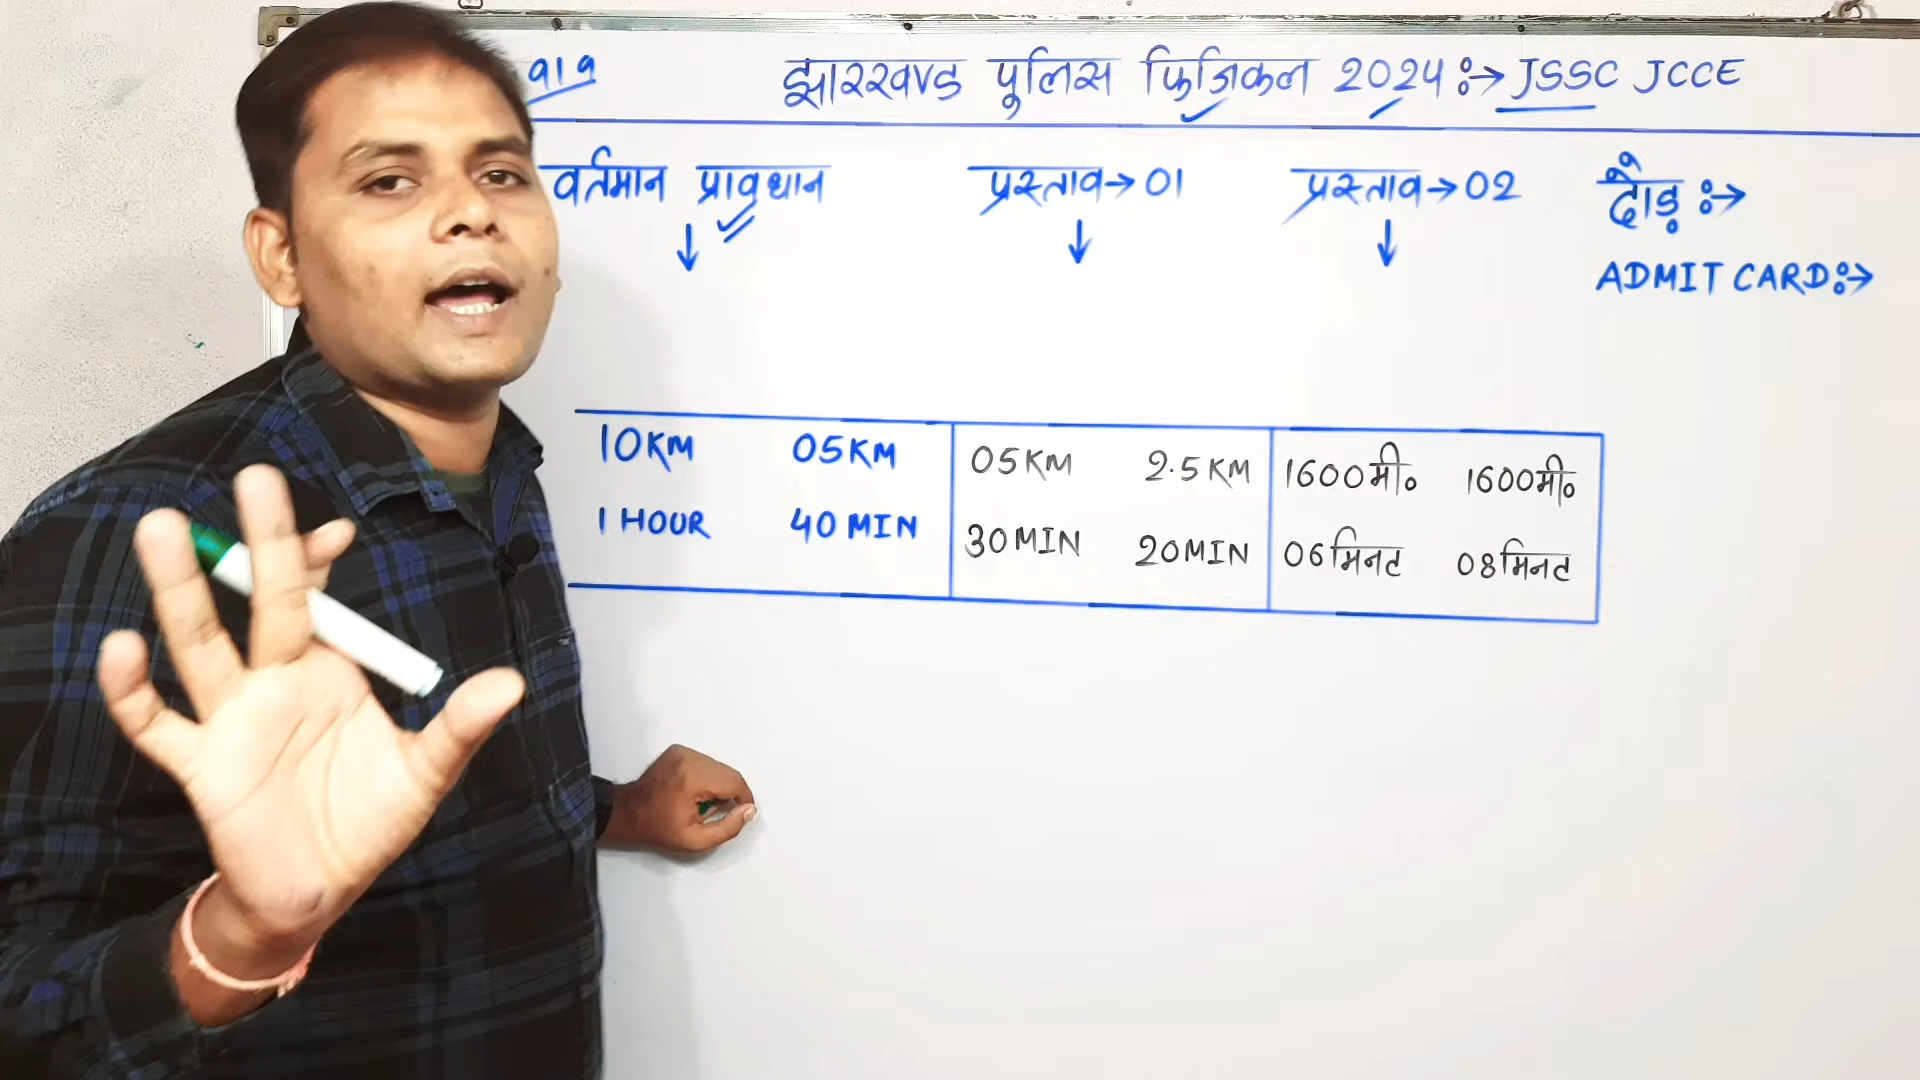 झारखण्ड पुलिस फिजिकल 2024 :→ JSSC JCCE
वर्तमान प्रावधान प्रस्ताव→01 प्रस्ताव→02 दौड़ :→
↓ ↓ ↓
ADMIT CARD :→
10KM 05KM 05KM 2.5KM 1600मी० 1600मी०
1 HOUR 40 MIN 30MIN 20MIN 06मिनट 08मिनट